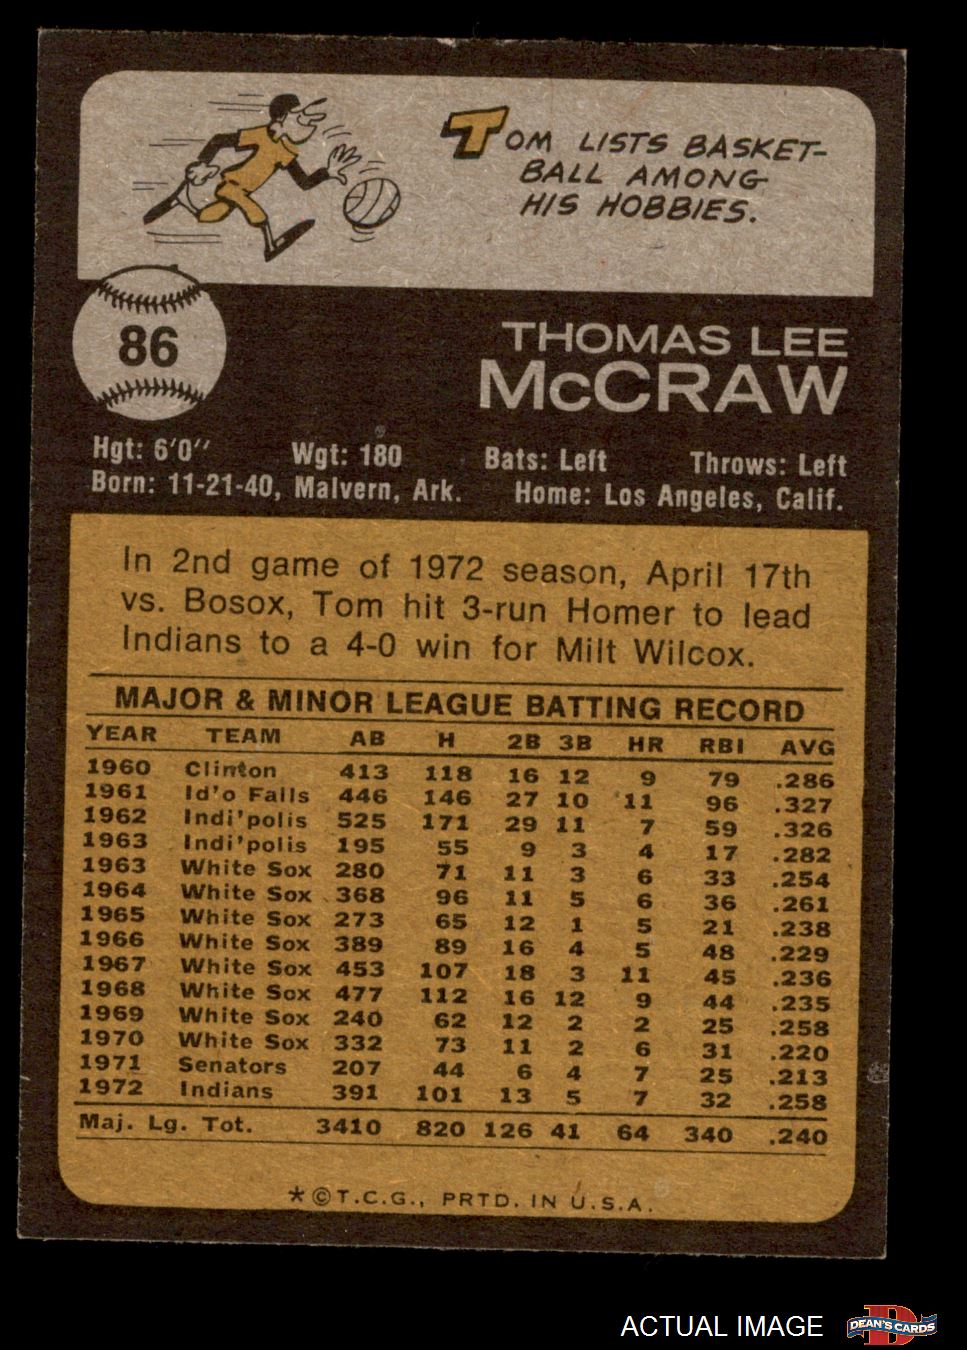 TOM LISTS BASKET-
BALL AMONG
HIS HOBBIES.
86
THOMAS LEE
McCRAW
Hgt: 6'0'' Wgt: 180 Bats: Left Throws: Left
Born: 11-21-40, Malvern, Ark. Home: Los Angeles, Calif.
In 2nd game of 1972 season, April 17th
vs. Bosox, Tom hit 3-run Homer to lead
Indians to a 4-0 win for Milt Wilcox.
MAJOR & MINOR LEAGUE BATTING RECORD
YEAR TEAM AB H 2B 3B HR RBI AVG
1960 Clinton 413 118 16 12 9 79 .286
1961 Id'o Falls 446 146 27 10 11 96 .327
1962 Indi'polis 525 171 29 11 7 59 .326
1963 Indi'polis 195 55 9 3 4 17 .282
1963 White Sox 280 71 11 3 6 33 .254
1964 White Sox 368 96 11 5 6 36 .261
1965 White Sox 273 65 12 1 5 21 .238
1966 White Sox 389 89 16 4 5 48 .229
1967 White Sox 453 107 18 3 11 45 .236
1968 White Sox 477 112 16 12 9 44 .235
1969 White Sox 240 62 12 2 2 25 .258
1970 White Sox 332 73 11 2 6 31 .220
1971 Senators 207 44 6 4 7 25 .213
1972 Indians 391 101 13 5 7 32 .258
Maj. Lg. Tot. 3410 820 126 41 64 340 .240
*©T.C.G., PRTD. IN U.S.A.
ACTUAL IMAGE
DEAN'S CARDS